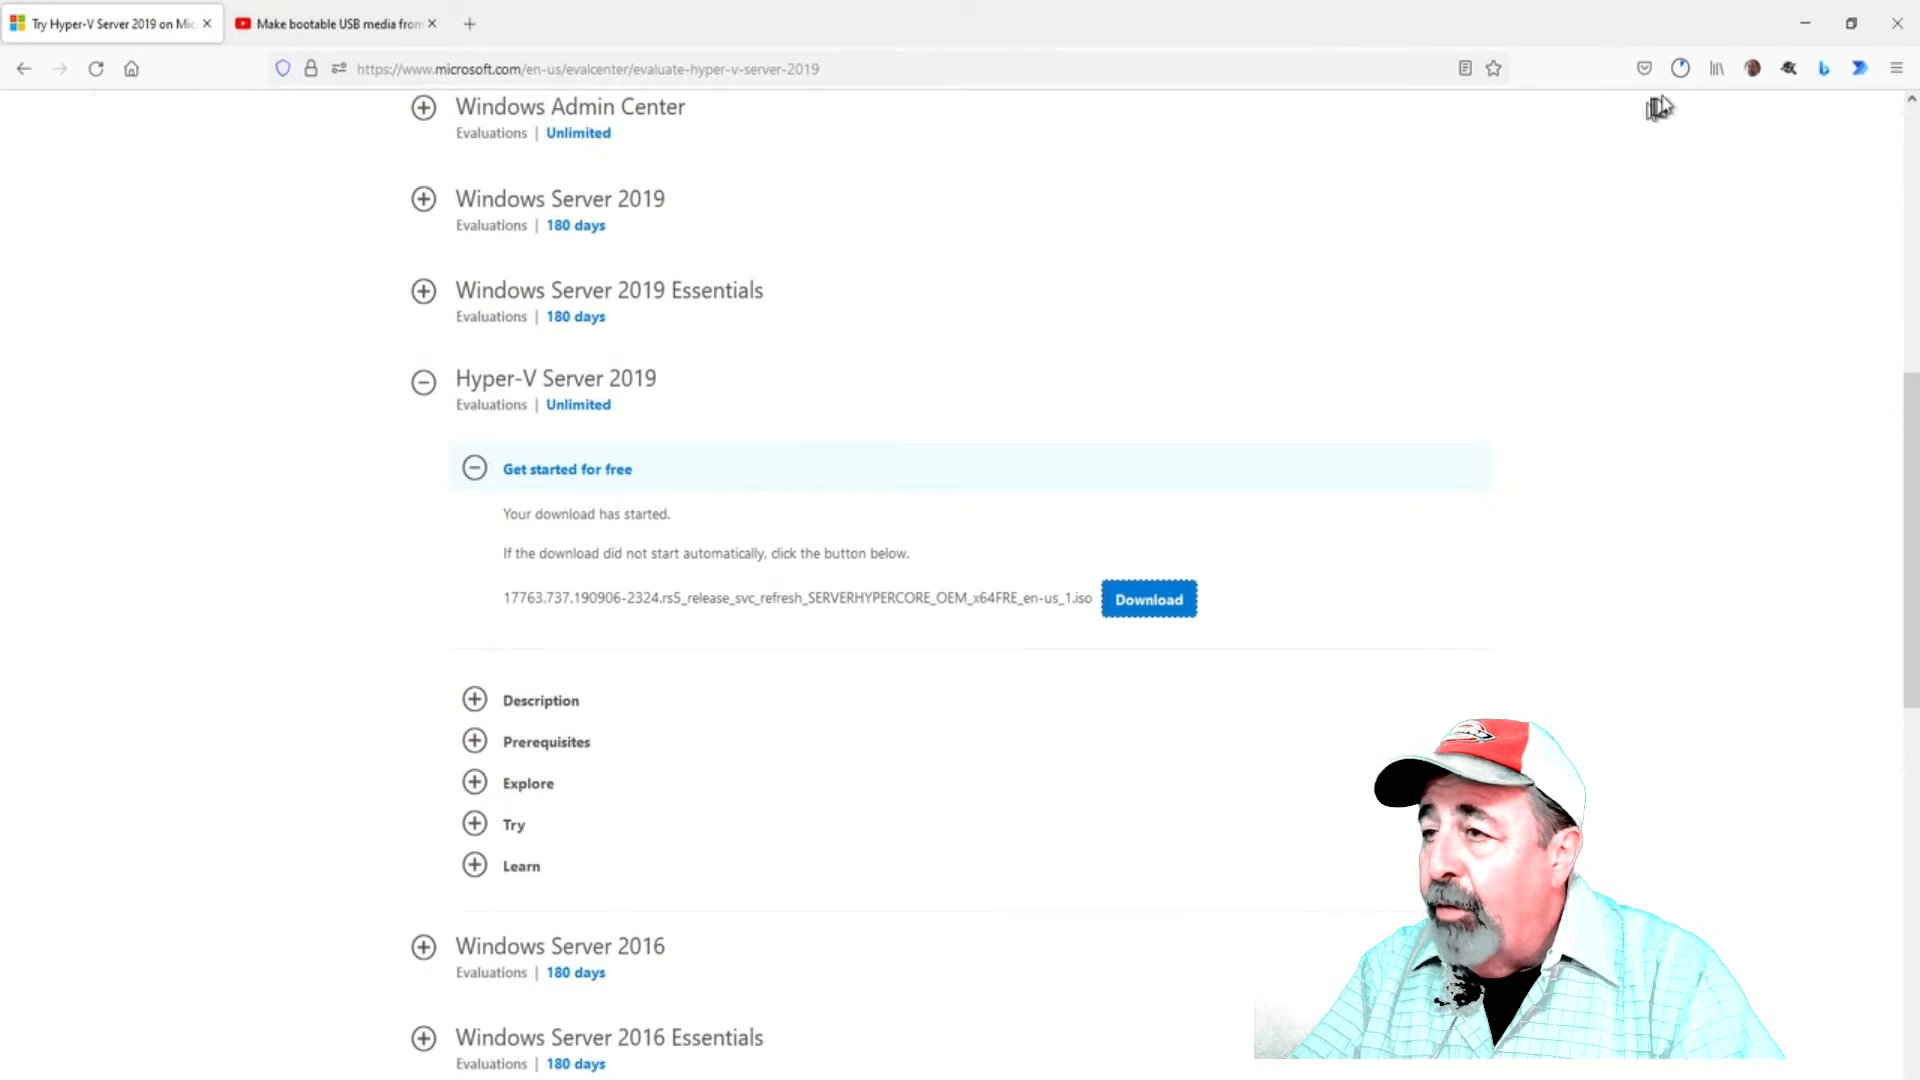 Try Hyper-V Server 2019 on Mic
Make bootable USB media from
https://www.microsoft.com/en-us/evalcenter/evaluate-hyper-v-server-2019
Windows Admin Center
Evaluations | Unlimited
Windows Server 2019
Evaluations | 180 days
Windows Server 2019 Essentials
Evaluations | 180 days
Hyper-V Server 2019
Evaluations | Unlimited
Get started for free
Your download has started.
If the download did not start automatically, click the button below.
17763.737.190906-2324.rs5_release_svc_refresh_SERVERHYPERCORE_OEM_x64FRE_en-us_1.iso Download
Description
Prerequisites
Explore
Try
Learn
Windows Server 2016
Evaluations | 180 days
Windows Server 2016 Essentials
Evaluations | 180 days